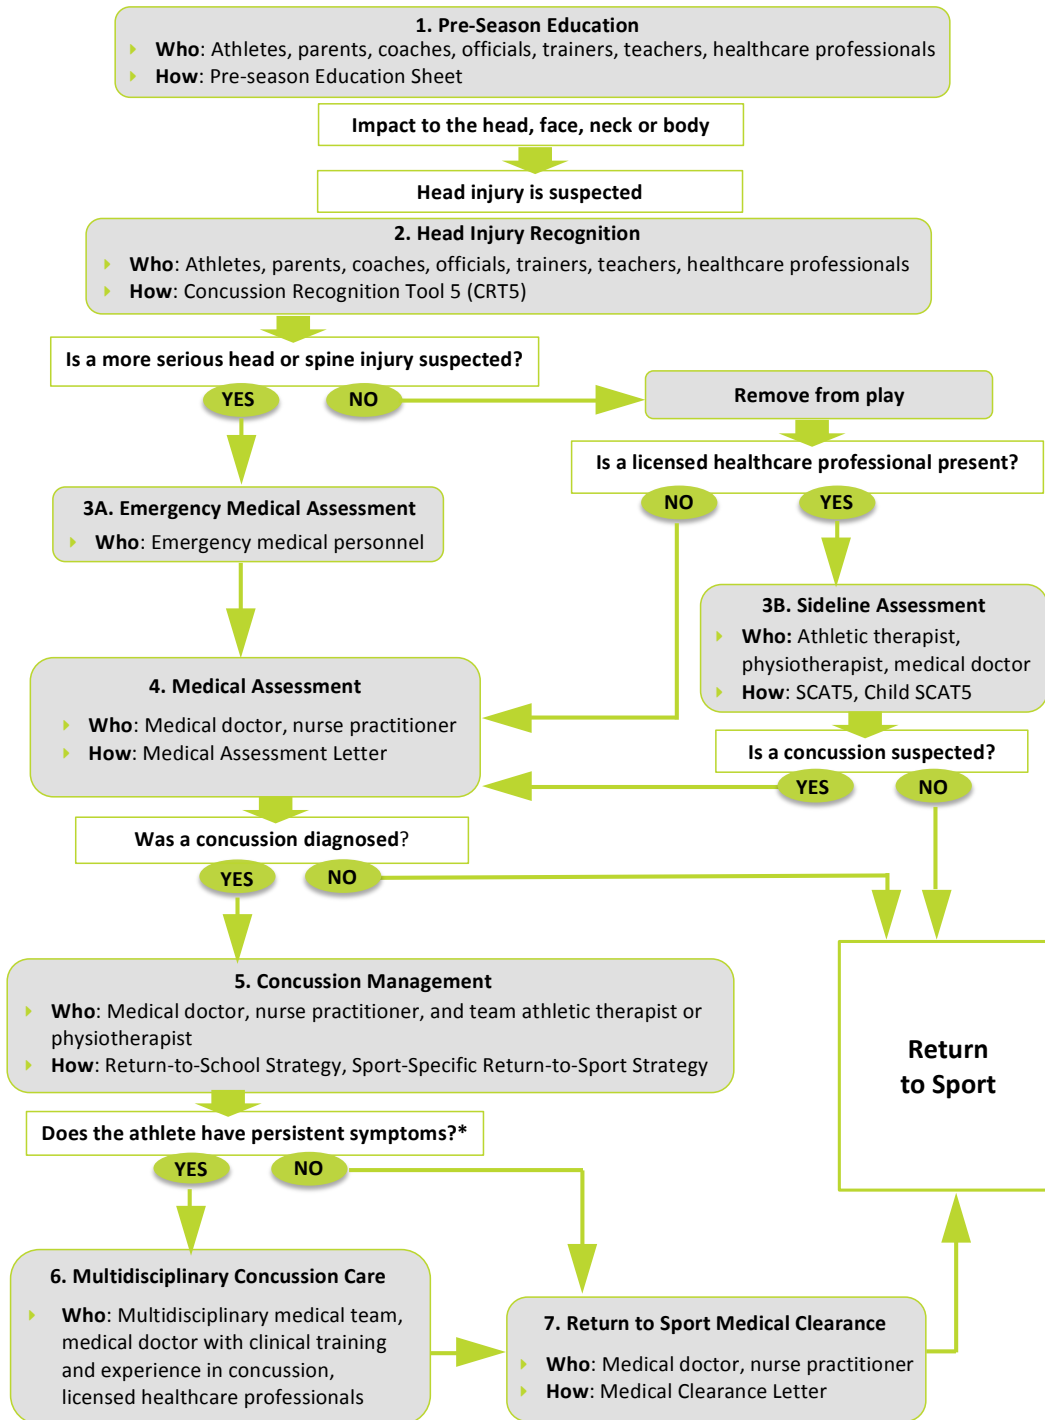 1. Pre-Season Education
Who: Athletes, parents, coaches, officials, trainers, teachers, healthcare professionals
How: Pre-season Education Sheet
Impact to the head, face, neck or body
Head injury is suspected
2. Head Injury Recognition
Who: Athletes, parents, coaches, officials, trainers, teachers, healthcare professionals
How: Concussion Recognition Tool 5 (CRT5)
Is a more serious head or spine injury suspected?
YES
NO
Remove from play
Is a licensed healthcare professional present?
NO
YES
3A. Emergency Medical Assessment
Who: Emergency medical personnel
3B. Sideline Assessment
Who: Athletic therapist,
physiotherapist, medical doctor
How: SCAT5, Child SCAT5
4. Medical Assessment
Who: Medical doctor, nurse practitioner
How: Medical Assessment Letter
Is a concussion suspected?
YES
NO
Was a concussion diagnosed?
YES
NO
5. Concussion Management
Who: Medical doctor, nurse practitioner, and team athletic therapist or
physiotherapist
How: Return-to-School Strategy, Sport-Specific Return-to-Sport Strategy
Return
to Sport
Does the athlete have persistent symptoms?*
YES
NO
6. Multidisciplinary Concussion Care
Who: Multidisciplinary medical team,
medical doctor with clinical training
and experience in concussion,
licensed healthcare professionals
7. Return to Sport Medical Clearance
Who: Medical doctor, nurse practitioner
How: Medical Clearance Letter